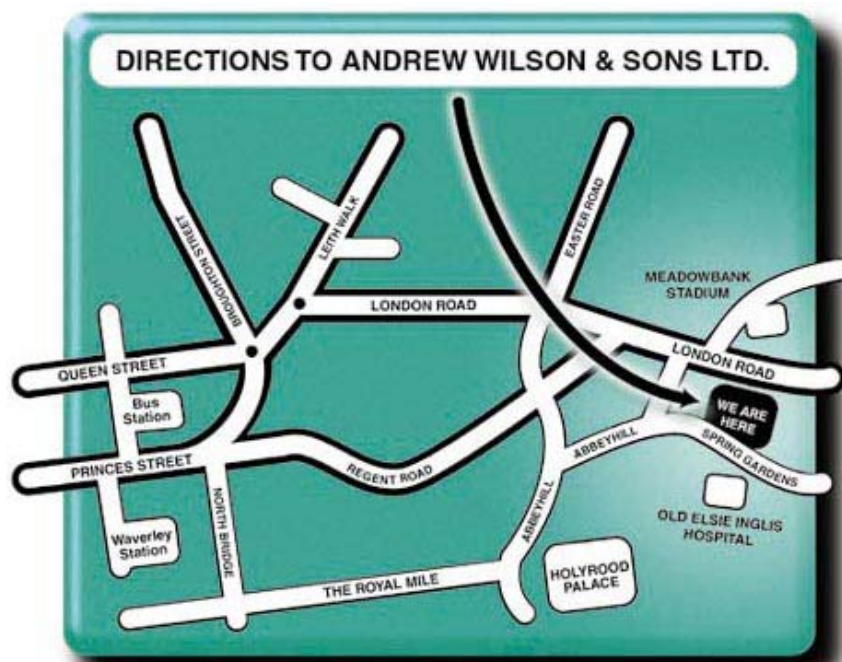 DIRECTIONS TO ANDREW WILSON & SONS LTD.
BROUGHTON STREET
LEITH WALK
EASTER ROAD
MEADOWBANK
STADIUM
LONDON ROAD
LONDON ROAD
QUEEN STREET
Bus
Station
WE ARE
HERE
PRINCES STREET
REGENT ROAD
ABBEYHILL
SPRING GARDENS
NORTH BRIDGE
ABBEYHILL
Waverley
Station
OLD ELSIE INGLIS
HOSPITAL
THE ROYAL MILE
HOLYROOD
PALACE